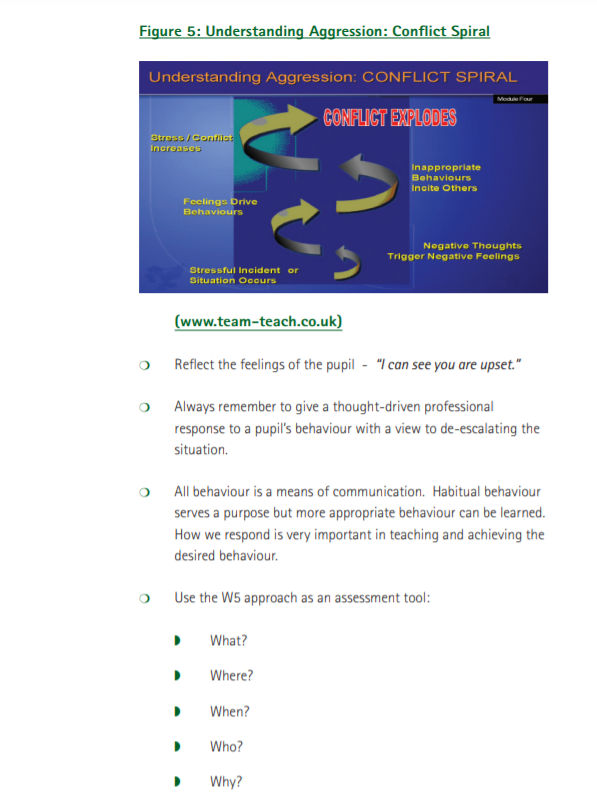 Figure 5: Understanding Aggression: Conflict Spiral
Understanding Aggression: CONFLICT SPIRAL
Module Four
CONFLICT EXPLODES
Stress / Conflict
Increases
Inappropriate
Behaviours
Incite Others
Feelings Drive
Behaviours
Negative Thoughts
Trigger Negative Feelings
Stressful Incident or
Situation Occurs
(www.team-teach.co.uk)
Reflect the feelings of the pupil - "I can see you are upset."
Always remember to give a thought-driven professional
response to a pupil's behaviour with a view to de-escalating the
situation.
All behaviour is a means of communication. Habitual behaviour
serves a purpose but more appropriate behaviour can be learned.
How we respond is very important in teaching and achieving the
desired behaviour.
Use the W5 approach as an assessment tool:
What?
Where?
When?
Who?
Why?